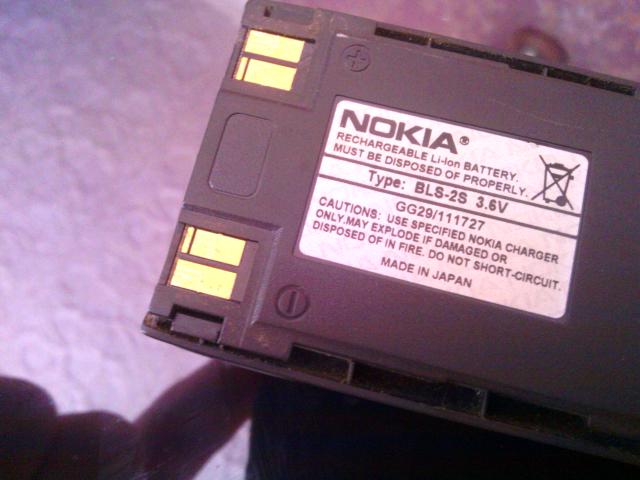 NOKIA®
RECHARGEABLE Li-Ion BATTERY.
MUST BE DISPOSED OF PROPERLY.
Type: BLS-2S 3.6V
GG29/111727
CAUTIONS: USE SPECIFIED NOKIA CHARGER
ONLY.MAY EXPLODE IF DAMAGED OR
DISPOSED OF IN FIRE. DO NOT SHORT-CIRCUIT.
MADE IN JAPAN